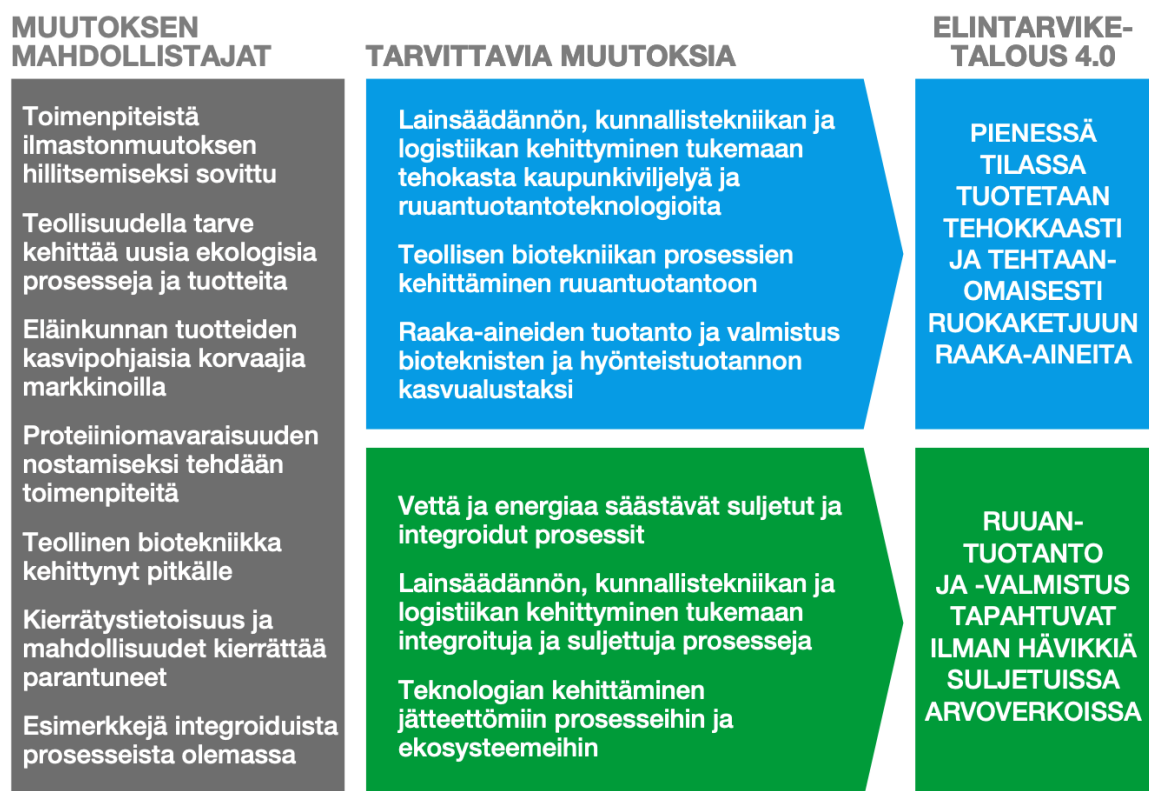 MUUTOKSEN
MAHDOLLISTAJAT
Toimenpiteistä
ilmastonmuutoksen
hillitsemiseksi sovittu
Teollisuudella tarve
kehittää uusia ekologisia
prosesseja ja tuotteita
Eläinkunnan tuotteiden
kasvipohjaisia korvaajia
markkinoilla
Proteiiniomavaraisuuden
nostamiseksi tehdään
toimenpiteitä
Teollinen biotekniikka
kehittynyt pitkälle
Kierrätystietoisuus ja
mahdollisuudet kierrättää
parantuneet
Esimerkkejä integroiduista
prosesseista olemassa
TARVITTAVIA MUUTOKSIA
Lainsäädännön, kunnallistekniikan ja
logistiikan kehittyminen tukemaan
tehokasta kaupunkiviljelyä ja
ruuantuotantoteknologioita
Teollisen biotekniikan prosessien
kehittäminen ruuantuotantoon
Raaka-aineiden tuotanto ja valmistus
bioteknisten ja hyönteistuotannon
kasvualustaksi
Vettä ja energiaa säästävät suljetut ja
integroidut prosessit
Lainsäädännön, kunnallistekniikan ja
logistiikan kehittyminen tukemaan
integroituja ja suljettuja prosesseja
Teknologian kehittäminen
jätteettömiin prosesseihin ja
ekosysteemeihin
ELINTARVIKE-
TALOUS 4.0
PIENESSÄ
TILASSA
TUOTETAAN
TEHOKKAASTI
JA TEHTAAN-
OMAISESTI
RUOKAKETJUUN
RAAKA-AINEITA
RUUAN-
TUOTANTO
JA -VALMISTUS
TAPAHTUVAT
ILMAN HÄVIKKIÄ
SULJETUISSA
ARVOVERKOISSA